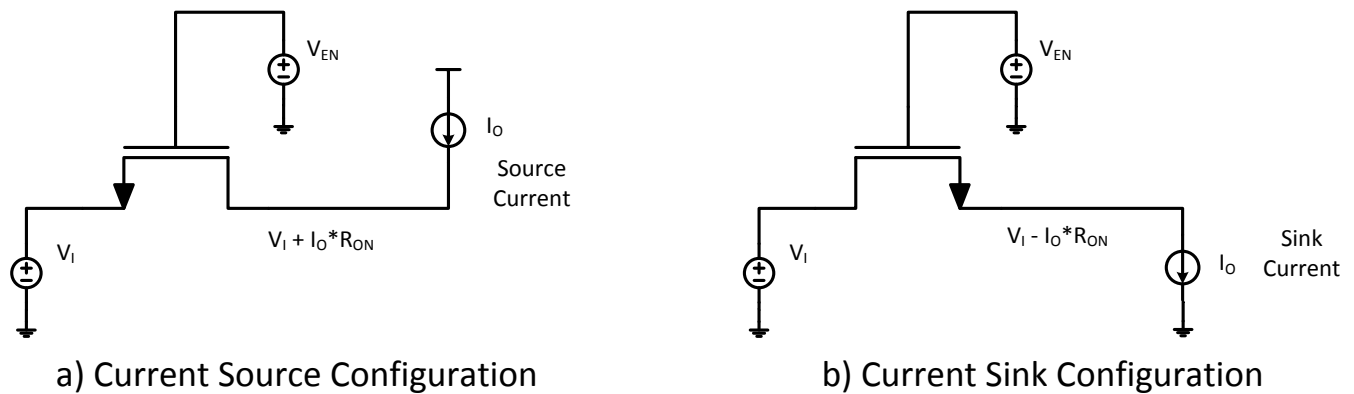 V_EN
I_O
Source
Current
V_I + I_O*R_ON
V_I
a) Current Source Configuration
V_EN
V_I - I_O*R_ON
V_I
I_O
Sink
Current
b) Current Sink Configuration